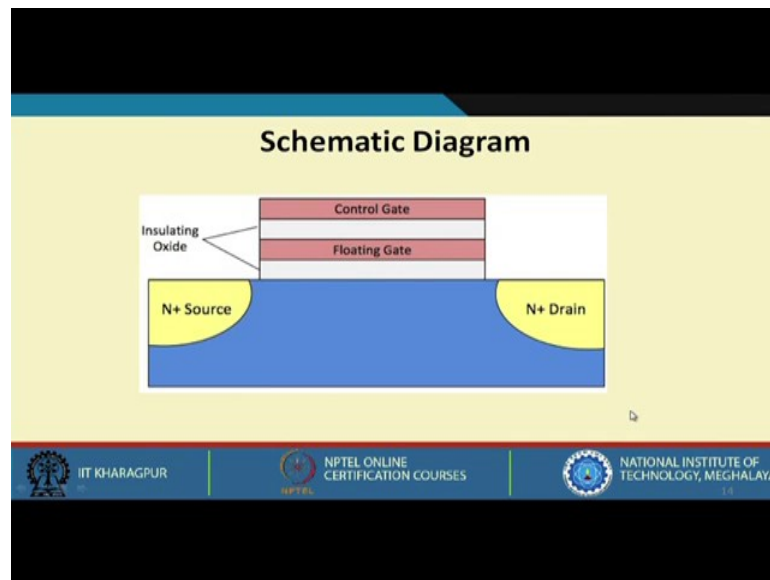 Schematic Diagram
Control Gate
Insulating
Oxide
Floating Gate
N+ Source
N+ Drain
IIT KHARAGPUR
NPTEL
NPTEL ONLINE
CERTIFICATION COURSES
NATIONAL INSTITUTE OF
TECHNOLOGY, MEGHALAYA
14